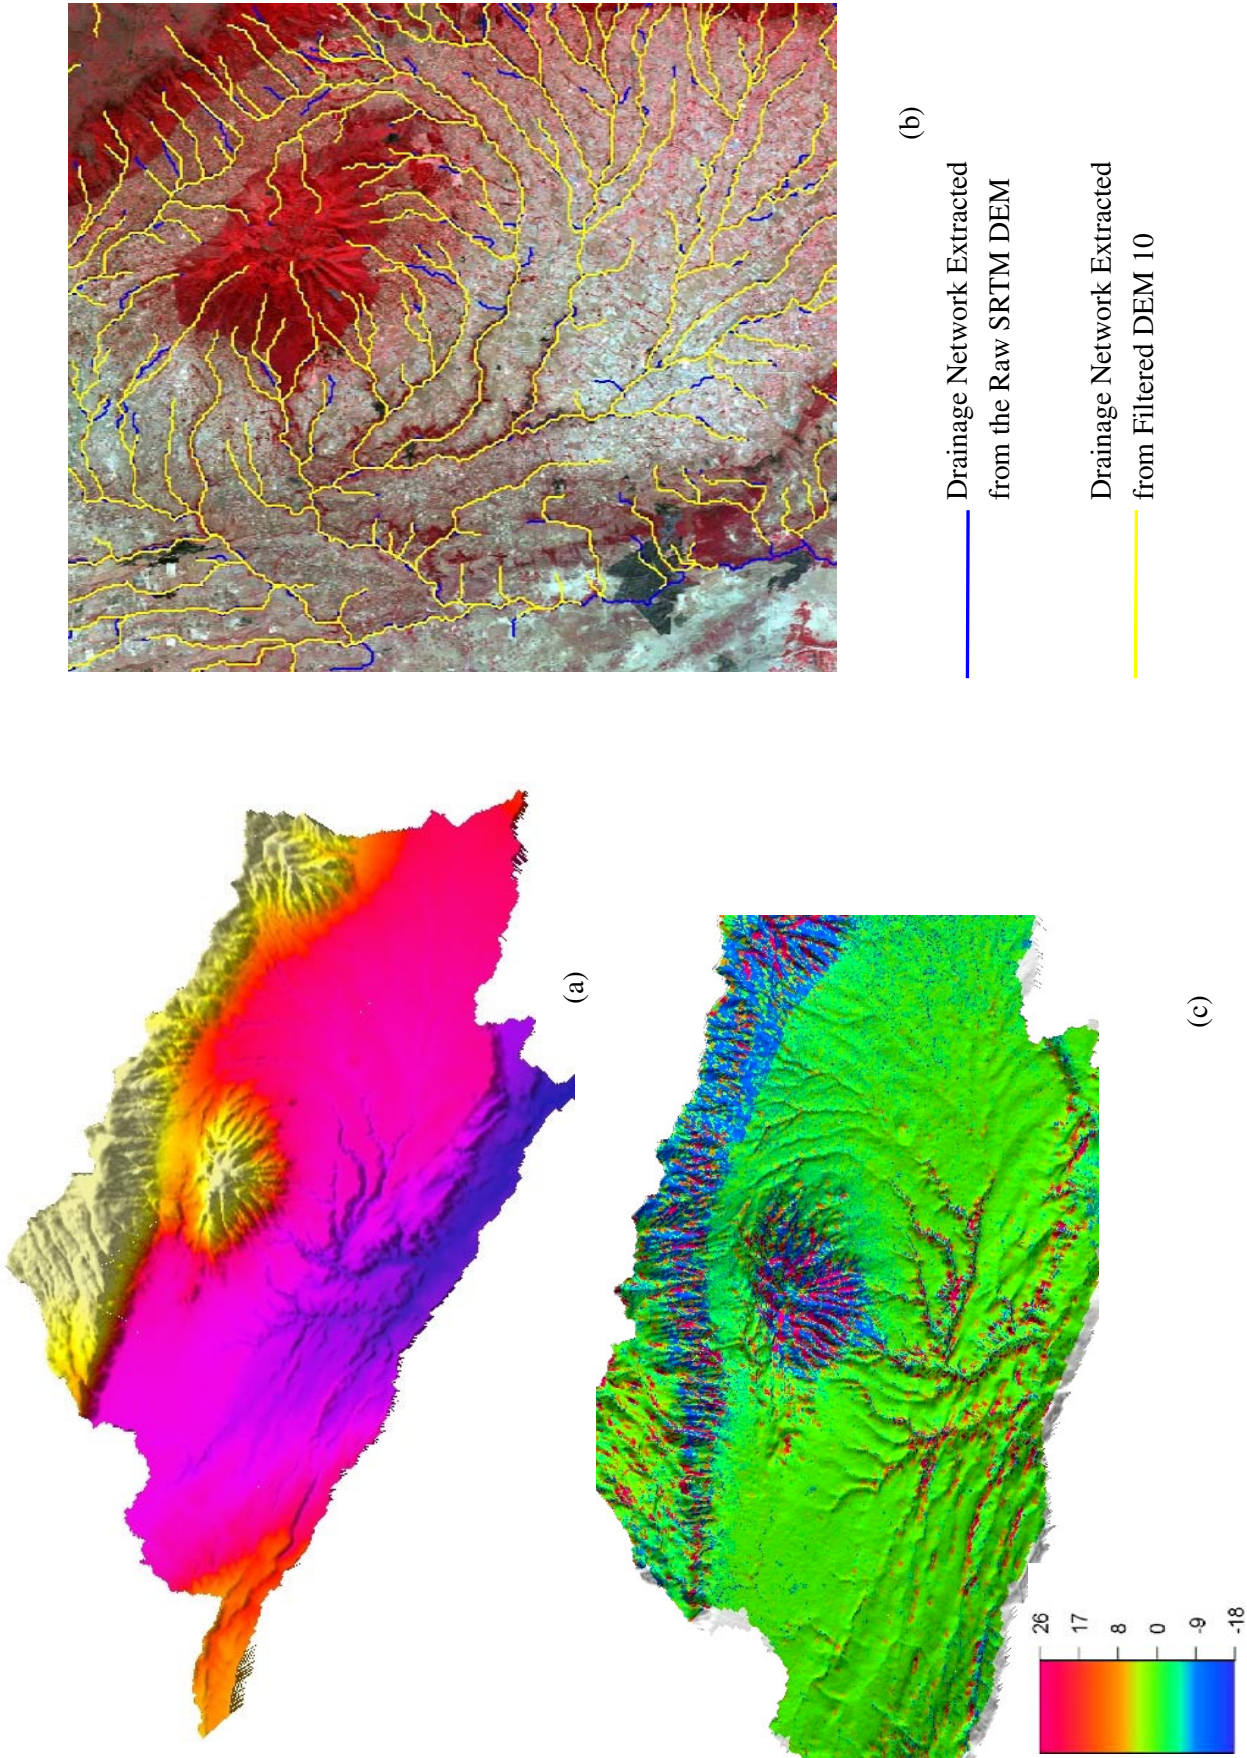 (a)
(b)
Drainage Network Extracted
from the Raw SRTM DEM
Drainage Network Extracted
from Filtered DEM 10
(c)
26
17
8
0
-9
-18